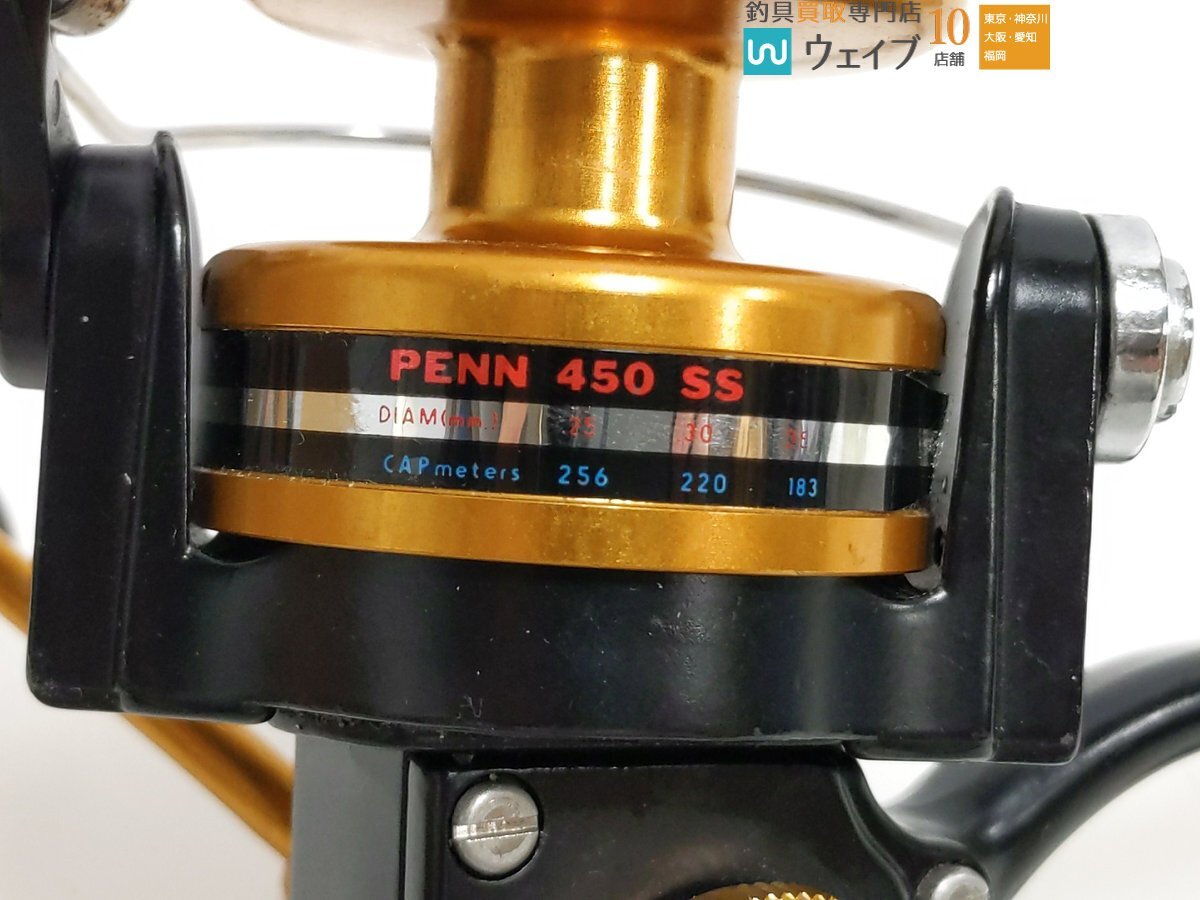 釣具買取専門店
ウェイブ
10
店舗
東京・神奈川
大阪・愛知
福岡
PENN 450 SS
DIAM(mm.) .25 .30
CAPmeters 256 220 183